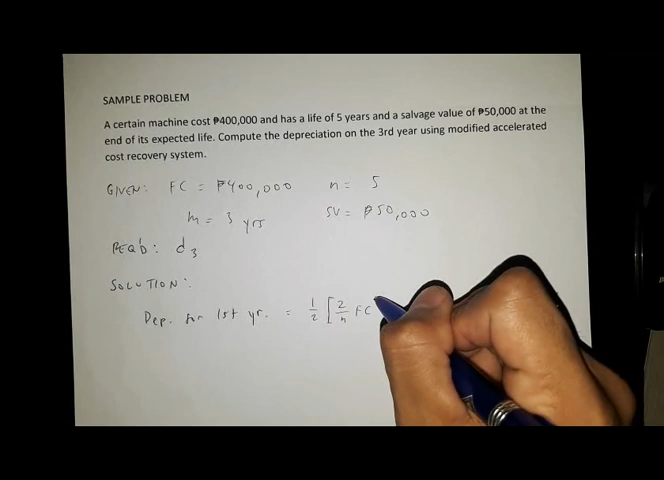 SAMPLE PROBLEM
A certain machine cost ₱400,000 and has a life of 5 years and a salvage value of ₱50,000 at the
end of its expected life. Compute the depreciation on the 3rd year using modified accelerated
cost recovery system.
GIVEN: FC = ₱400,000 n = 5
m = 3 yrs SV = ₱50,000
REQ'D: d₃
SOLUTION:
Dep. for 1st yr. = 1/2 [2/n FC